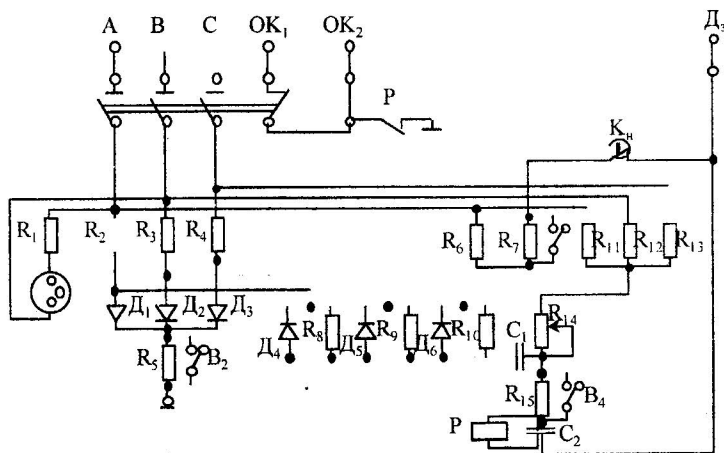 A B C OK₁ OK₂ Дз
P
Kн
R₁ R₂ R₃ R₄ R₆ R₇ R₁₁ R₁₂ R₁₃
Д₁ Д₂ Д₃
Д₄ R₈ Д₅ R₉ Д₆ R₁₀ R₁₄
C₁
R₅ B₂
R₁₅ B₄
P C₂